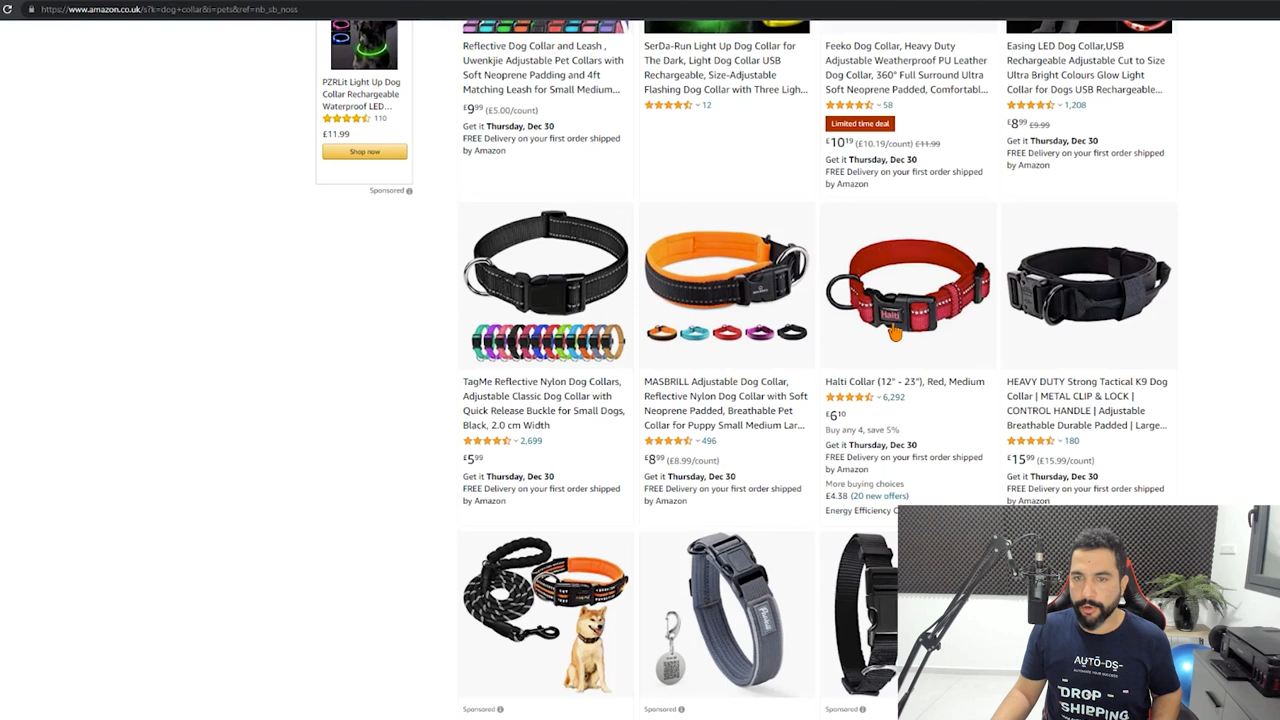 https://www.amazon.co.uk/s?k=dog+collar&i=pets&ref=nb_sb_noss
PZRLit Light Up Dog
Collar Rechargeable
Waterproof LED...
110
£11.99
Shop now
Sponsored
Reflective Dog Collar and Leash ,
Uwenkjie Adjustable Pet Collars with
Soft Neoprene Padding and 4ft
Matching Leash for Small Medium...
£9⁹⁹ (£5.00/count)
Get it Thursday, Dec 30
FREE Delivery on your first order shipped
by Amazon
SerDa-Run Light Up Dog Collar for
The Dark, Light Dog Collar USB
Rechargeable, Size-Adjustable
Flashing Dog Collar with Three Ligh...
12
Feeko Dog Collar, Heavy Duty
Adjustable Weatherproof PU Leather
Dog Collar, 360° Full Surround Ultra
Soft Neoprene Padded, Comfortabl...
58
Limited time deal
£10¹⁹ (£10.19/count) £11.99
Get it Thursday, Dec 30
FREE Delivery on your first order shipped
by Amazon
Easing LED Dog Collar,USB
Rechargeable Adjustable Cut to Size
Ultra Bright Colours Glow Light
Collar for Dogs USB Rechargeable...
1,208
£8⁹⁹ £9.99
Get it Thursday, Dec 30
FREE Delivery on your first order shipped
by Amazon
Halti
TagMe Reflective Nylon Dog Collars,
Adjustable Classic Dog Collar with
Quick Release Buckle for Small Dogs,
Black, 2.0 cm Width
2,699
£5⁹⁹
Get it Thursday, Dec 30
FREE Delivery on your first order shipped
by Amazon
MASBRILL Adjustable Dog Collar,
Reflective Nylon Dog Collar with Soft
Neoprene Padded, Breathable Pet
Collar for Puppy Small Medium Lar...
496
£8⁹⁹ (£8.99/count)
Get it Thursday, Dec 30
FREE Delivery on your first order shipped
by Amazon
Halti Collar (12" - 23"), Red, Medium
6,292
£6¹⁰
Buy any 4, save 5%
Get it Thursday, Dec 30
FREE Delivery on your first order shipped
by Amazon
More buying choices
£4.38 (20 new offers)
Energy Efficiency C
HEAVY DUTY Strong Tactical K9 Dog
Collar | METAL CLIP & LOCK |
CONTROL HANDLE | Adjustable
Breathable Durable Padded | Large...
180
£15⁹⁹ (£15.99/count)
Get it Thursday, Dec 30
FREE Delivery on your first order shipped
by Amazon
Sponsored
Sponsored
Sponsored
AUTO-DS-
AUTOMATE YOUR SUCCESS
DROP
SHIPPING